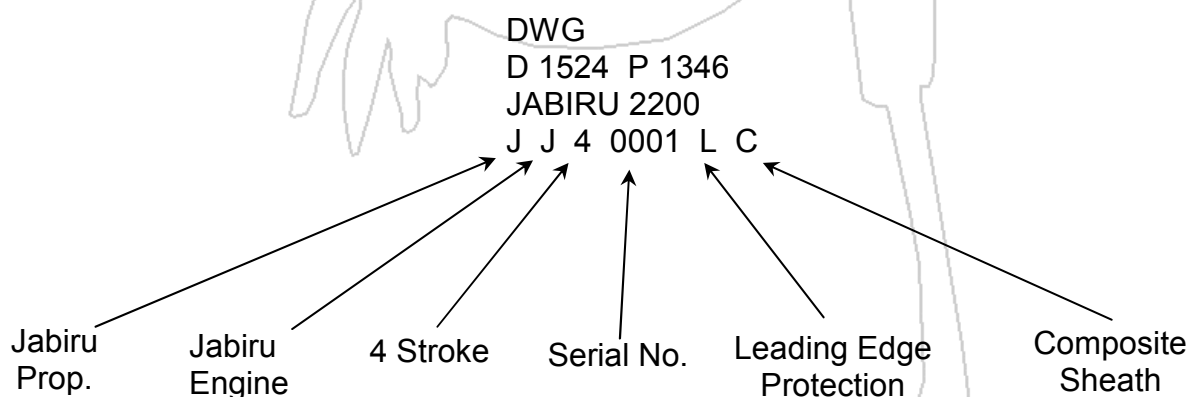 DWG
D 1524 P 1346
JABIRU 2200
J J 4 0001 L C
Jabiru Prop.
Jabiru Engine
4 Stroke
Serial No.
Leading Edge Protection
Composite Sheath